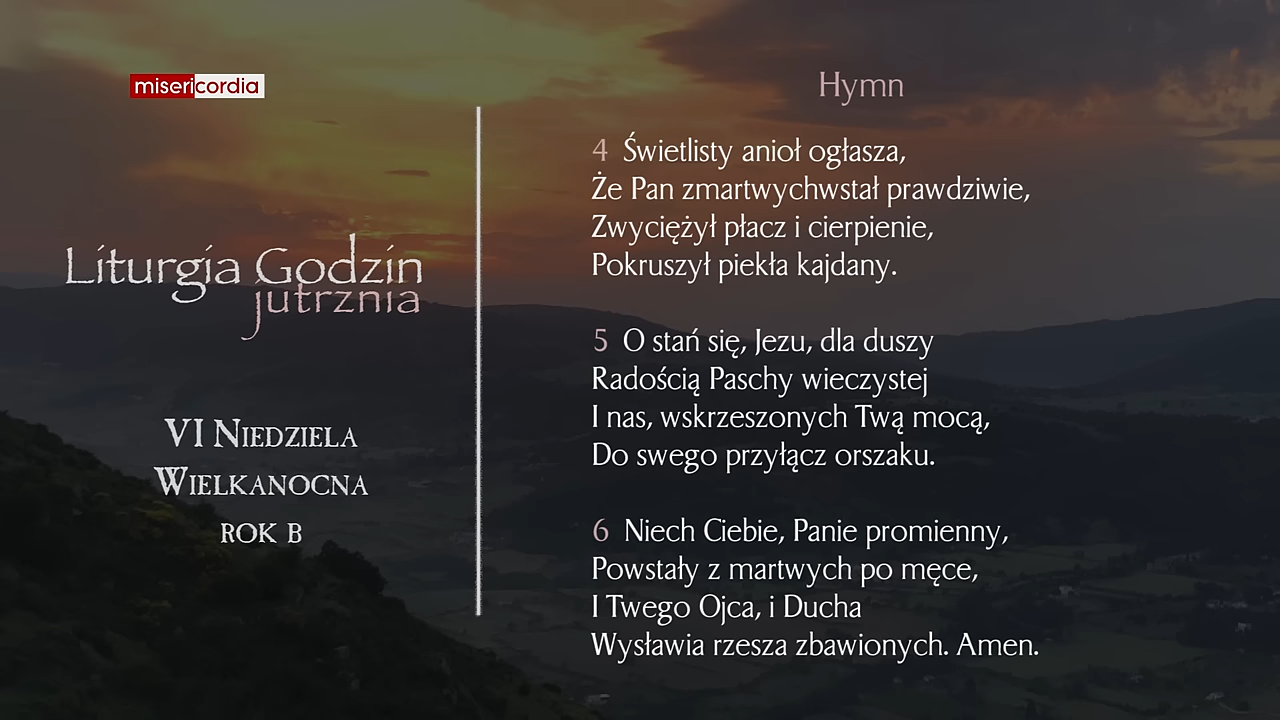 misericordia
Liturgia Godzin
jutrznia
VI Niedziela
Wielkanocna
rok B
Hymn
4 Świetlisty anioł ogłasza,
Że Pan zmartwychwstał prawdziwie,
Zwyciężył płacz i cierpienie,
Pokruszył piekła kajdany.
5 O stań się, Jezu, dla duszy
Radością Paschy wieczystej
I nas, wskrzeszonych Twą mocą,
Do swego przyłącz orszaku.
6 Niech Ciebie, Panie promienny,
Powstały z martwych po męce,
I Twego Ojca, i Ducha
Wysławia rzesza zbawionych. Amen.